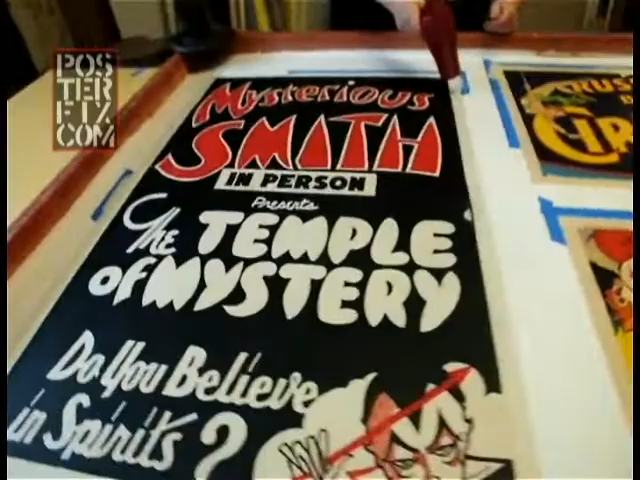 POS
TER
FIX
.COM
Mysterious
SMITH
IN PERSON
Presents
The TEMPLE
of MYSTERY
Do You Believe
in Spirits?